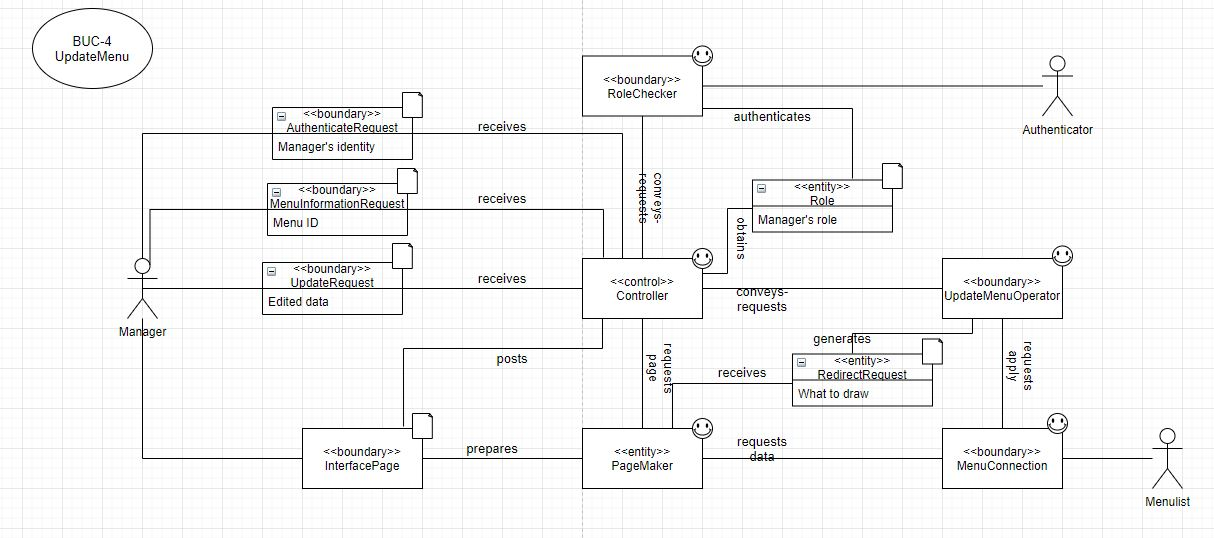 BUC-4
UpdateMenu
<<boundary>>
RoleChecker
Authenticator
<<boundary>>
AuthenticateRequest
Manager's identity
receives
authenticates
<<boundary>>
MenuInformationRequest
Menu ID
receives
conveys-
requests
<<entity>>
Role
Manager's role
obtains
Manager
<<boundary>>
UpdateRequest
Edited data
receives
<<control>>
Controller
conveys-
requests
<<boundary>>
UpdateMenuOperator
posts
requests
page
receives
generates
<<entity>>
RedirectRequest
What to draw
requests
apply
<<boundary>>
InterfacePage
prepares
<<entity>>
PageMaker
requests
data
<<boundary>>
MenuConnection
Menulist